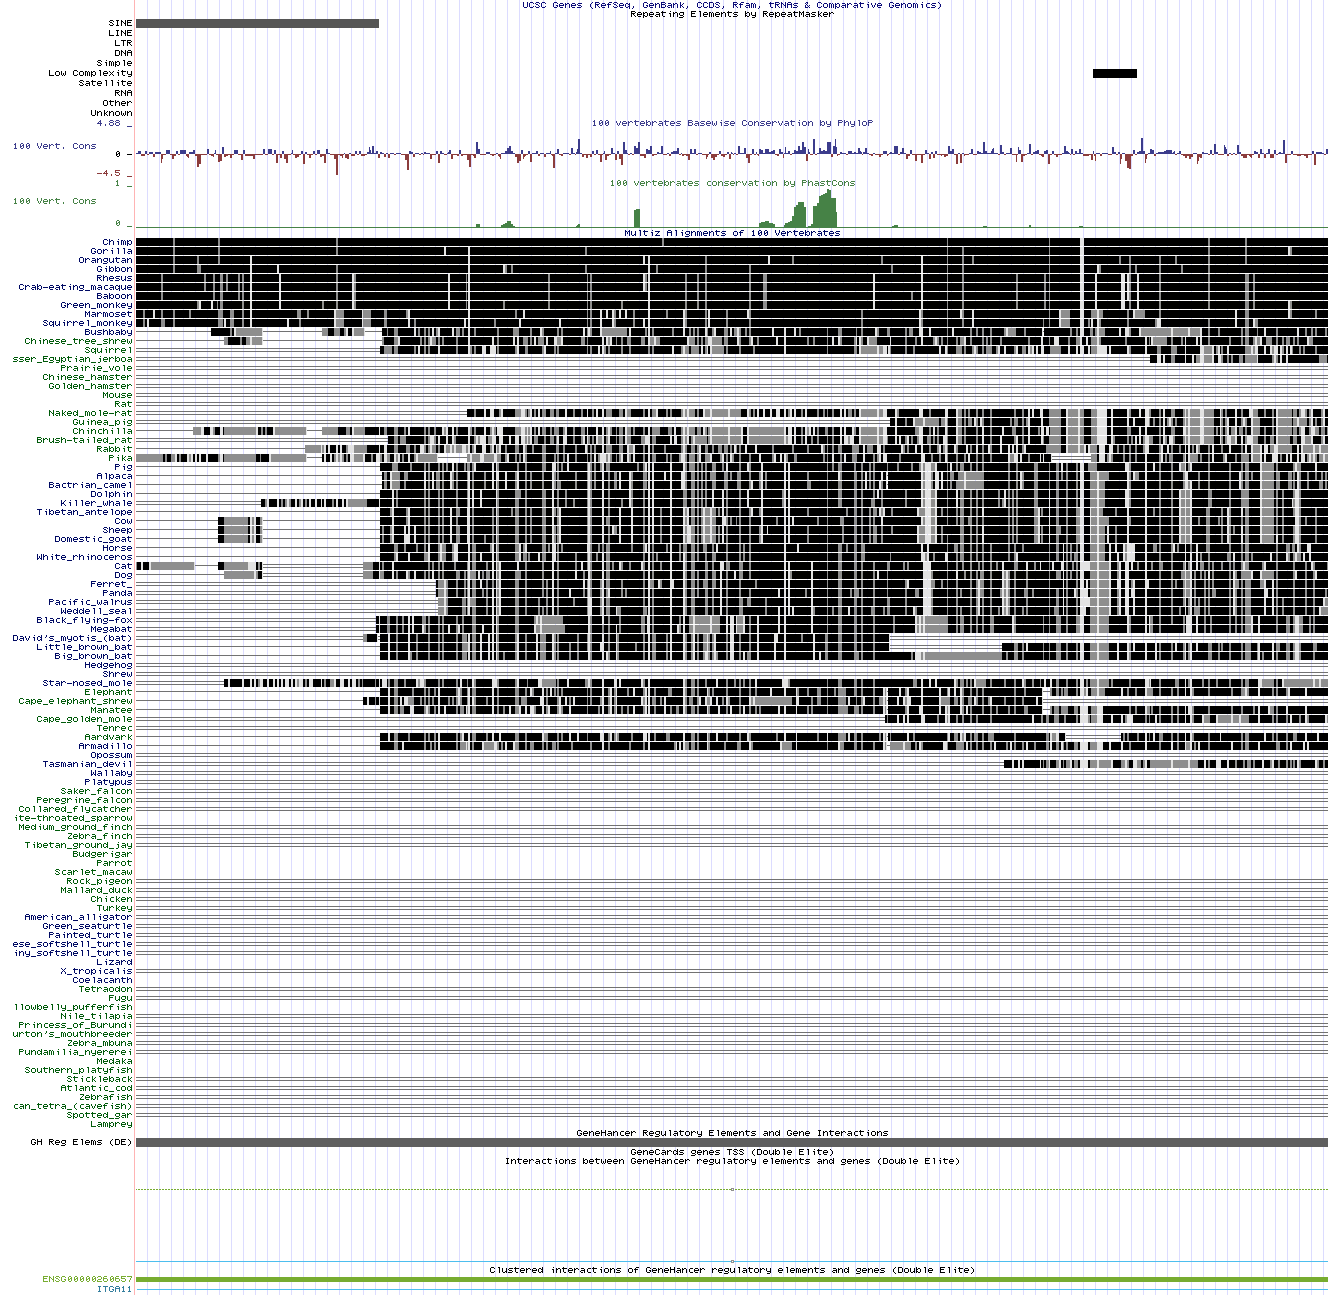 UCSC Genes (RefSeq, GenBank, CCDS, Rfam, tRNAs & Comparative Genomics)
Repeating Elements by RepeatMasker
SINE
LINE
LTR
DNA
Simple
Low Complexity
Satellite
RNA
Other
Unknown
4.88 _
100 vertebrates Basewise Conservation by PhyloP
100 Vert. Cons
0 _
-4.5 _
1 _
100 vertebrates conservation by PhastCons
100 Vert. Cons
0 _
Multiz Alignments of 100 Vertebrates
Chimp
Gorilla
Orangutan
Gibbon
Rhesus
Crab-eating_macaque
Baboon
Green_monkey
Marmoset
Squirrel_monkey
Bushbaby
Chinese_tree_shrew
Squirrel
sser_Egyptian_jerboa
Prairie_vole
Chinese_hamster
Golden_hamster
Mouse
Rat
Naked_mole-rat
Guinea_pig
Chinchilla
Brush-tailed_rat
Rabbit
Pika
Pig
Alpaca
Bactrian_camel
Dolphin
Killer_whale
Tibetan_antelope
Cow
Sheep
Domestic_goat
Horse
White_rhinoceros
Cat
Dog
Ferret_
Panda
Pacific_walrus
Weddell_seal
Black_flying-fox
Megabat
David's_myotis_(bat)
Little_brown_bat
Big_brown_bat
Hedgehog
Shrew
Star-nosed_mole
Elephant
Cape_elephant_shrew
Manatee
Cape_golden_mole
Tenrec
Aardvark
Armadillo
Opossum
Tasmanian_devil
Wallaby
Platypus
Saker_falcon
Peregrine_falcon
Collared_flycatcher
ite-throated_sparrow
Medium_ground_finch
Zebra_finch
Tibetan_ground_jay
Budgerigar
Parrot
Scarlet_macaw
Rock_pigeon
Mallard_duck
Chicken
Turkey
American_alligator
Green_seaturtle
Painted_turtle
ese_softshell_turtle
iny_softshell_turtle
Lizard
X_tropicalis
Coelacanth
Tetraodon
Fugu
llowbelly_pufferfish
Nile_tilapia
Princess_of_Burundi
urton's_mouthbreeder
Zebra_mbuna
Pundamilia_nyererei
Medaka
Southern_platyfish
Stickleback
Atlantic_cod
Zebrafish
can_tetra_(cavefish)
Spotted_gar
Lamprey
GeneHancer Regulatory Elements and Gene Interactions
GH Reg Elems (DE)
GeneCards genes TSS (Double Elite)
Interactions between GeneHancer regulatory elements and genes (Double Elite)
Clustered interactions of GeneHancer regulatory elements and genes (Double Elite)
ENSG00000260657
ITGA11